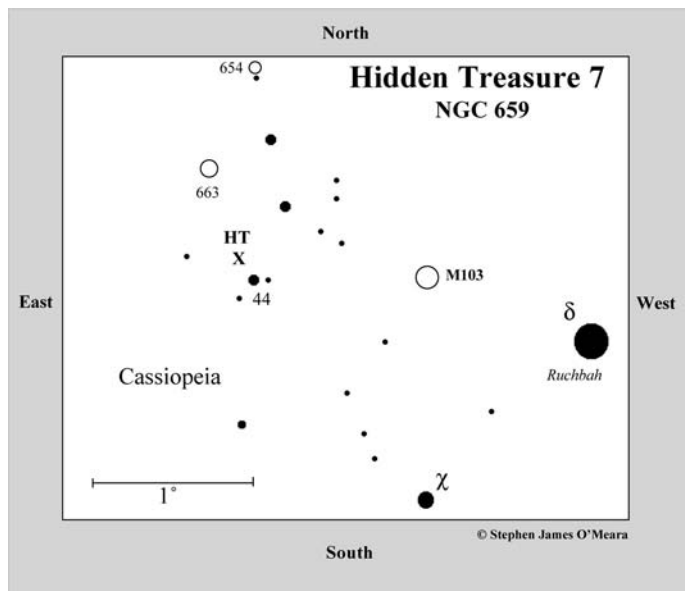 North
654
Hidden Treasure 7
NGC 659
663
HT
X
44
M103
East
West
δ
Ruchbah
Cassiopeia
1°
χ
© Stephen James O’Meara
South